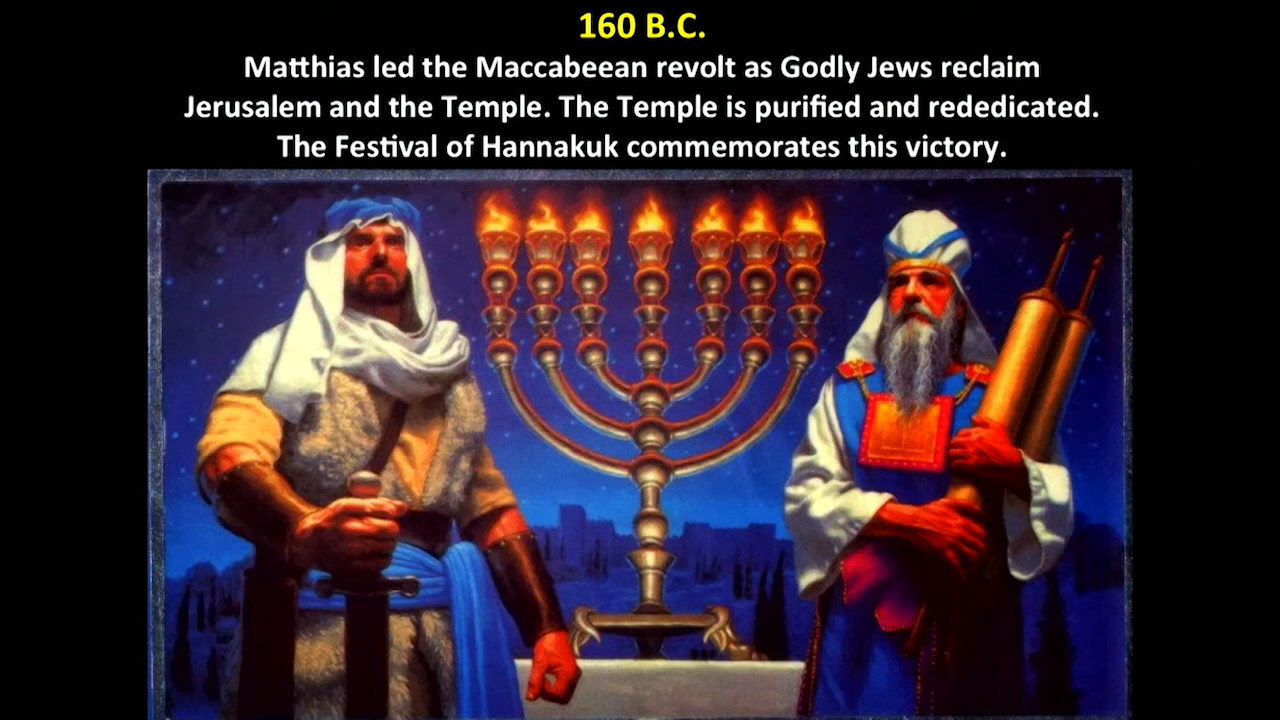 160 B.C.
Matthias led the Maccabeean revolt as Godly Jews reclaim
Jerusalem and the Temple. The Temple is purified and rededicated.
The Festival of Hannakuk commemorates this victory.